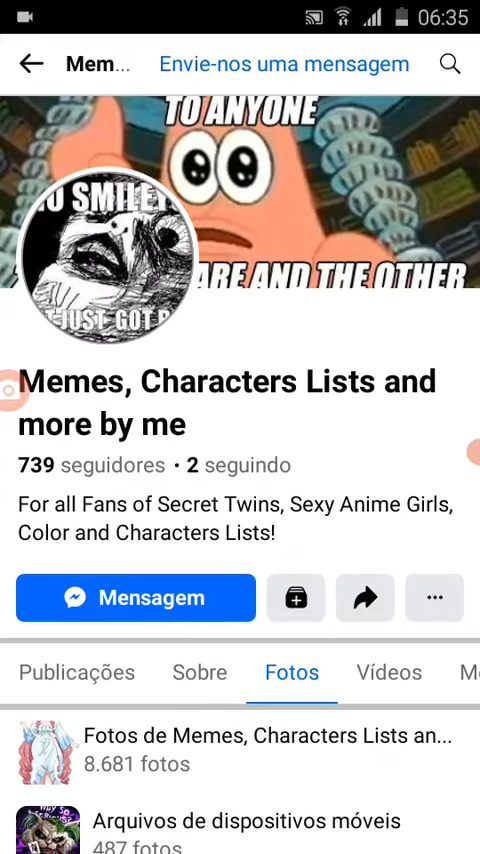 06:35
Mem...
Envie-nos uma mensagem
TO ANYONE
ARE AND THE OTHER
SMILE
JUST GOT
Memes, Characters Lists and
more by me
739 seguidores • 2 seguindo
For all Fans of Secret Twins, Sexy Anime Girls,
Color and Characters Lists!
Mensagem
Publicações Sobre Fotos Vídeos M
Fotos de Memes, Characters Lists an...
8.681 fotos
WHY SO
Arquivos de dispositivos móveis
487 fotos